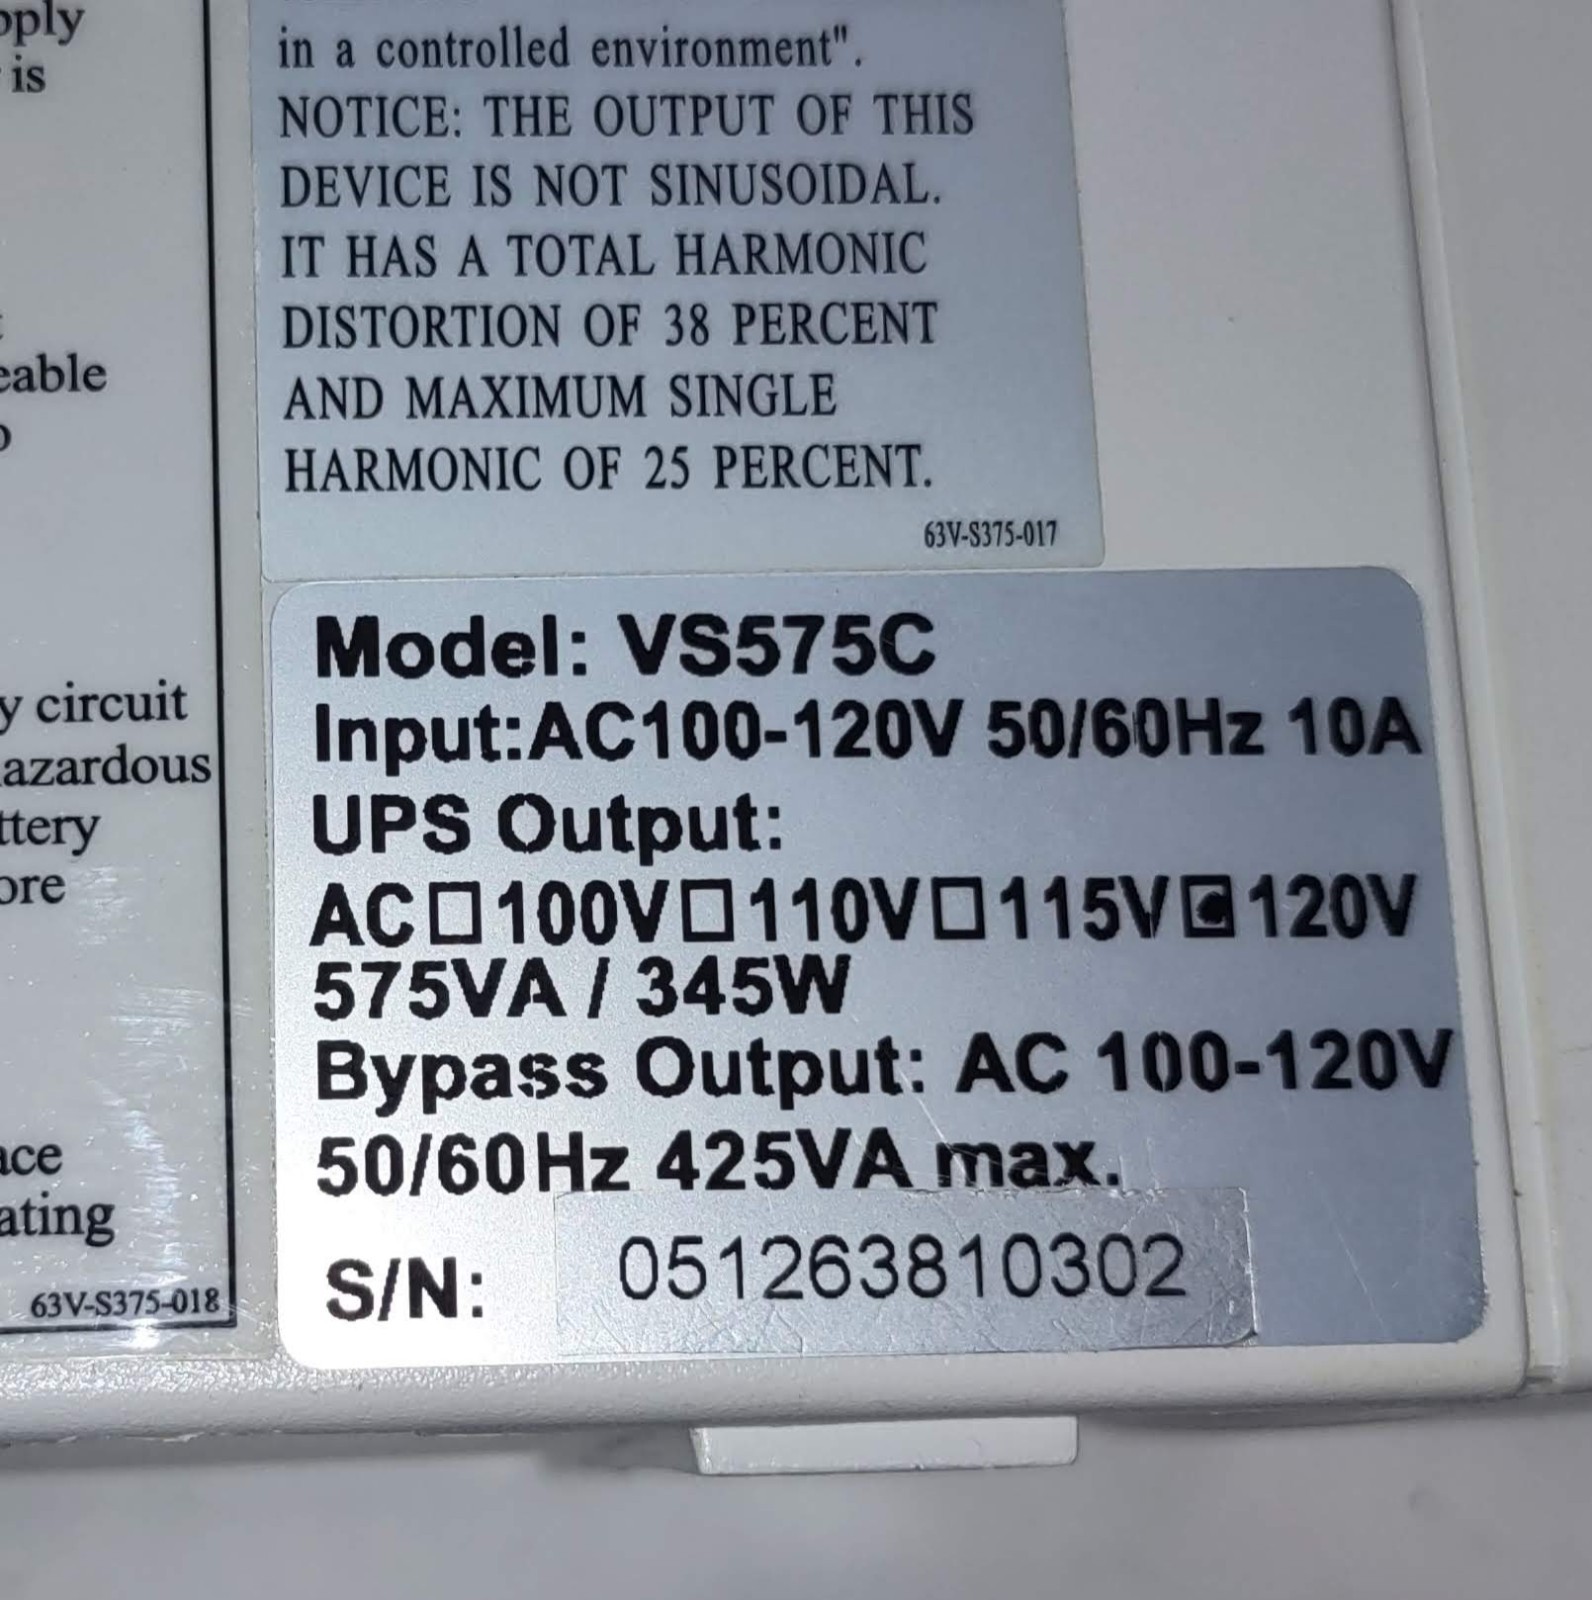 pply
is
eable
y circuit
azardous
ttery
ore
ace
ating
63V-S375-018
in a controlled environment".
NOTICE: THE OUTPUT OF THIS
DEVICE IS NOT SINUSOIDAL.
IT HAS A TOTAL HARMONIC
DISTORTION OF 38 PERCENT
AND MAXIMUM SINGLE
HARMONIC OF 25 PERCENT.
63V-S375-017
Model: VS575C
Input:AC100-120V 50/60Hz 10A
UPS Output:
AC☐100V☐110V☐115V▣120V
575VA / 345W
Bypass Output: AC 100-120V
50/60Hz 425VA max.
S/N: 051263810302